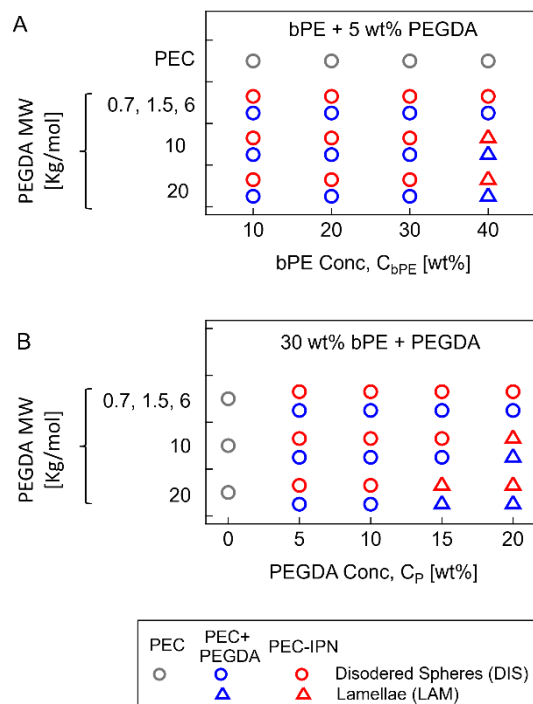 A
bPE + 5 wt% PEGDA
PEC
0.7, 1.5, 6
10
20
PEGDA MW
[Kg/mol]
10 20 30 40
bPE Conc, CbPE [wt%]
B
30 wt% bPE + PEGDA
0.7, 1.5, 6
10
20
PEGDA MW
[Kg/mol]
0 5 10 15 20
PEGDA Conc, CP [wt%]
PEC PEC+ PEGDA PEC-IPN
Disodered Spheres (DIS)
Lamellae (LAM)